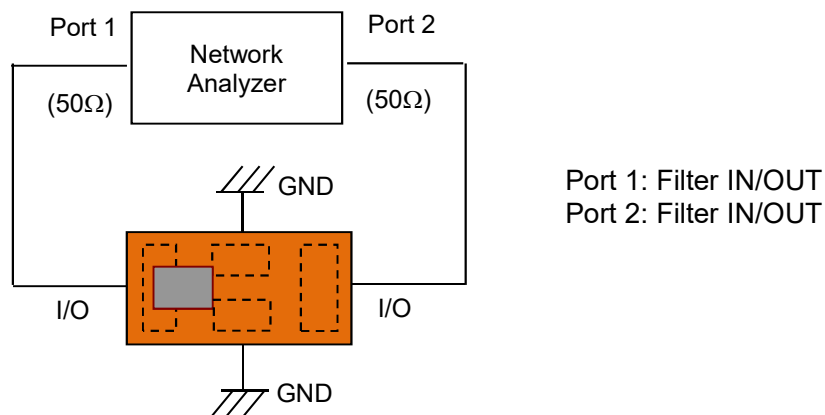 Port 1
Port 2
Network
Analyzer
(50Ω)
(50Ω)
GND
Port 1: Filter IN/OUT
Port 2: Filter IN/OUT
I/O
I/O
GND